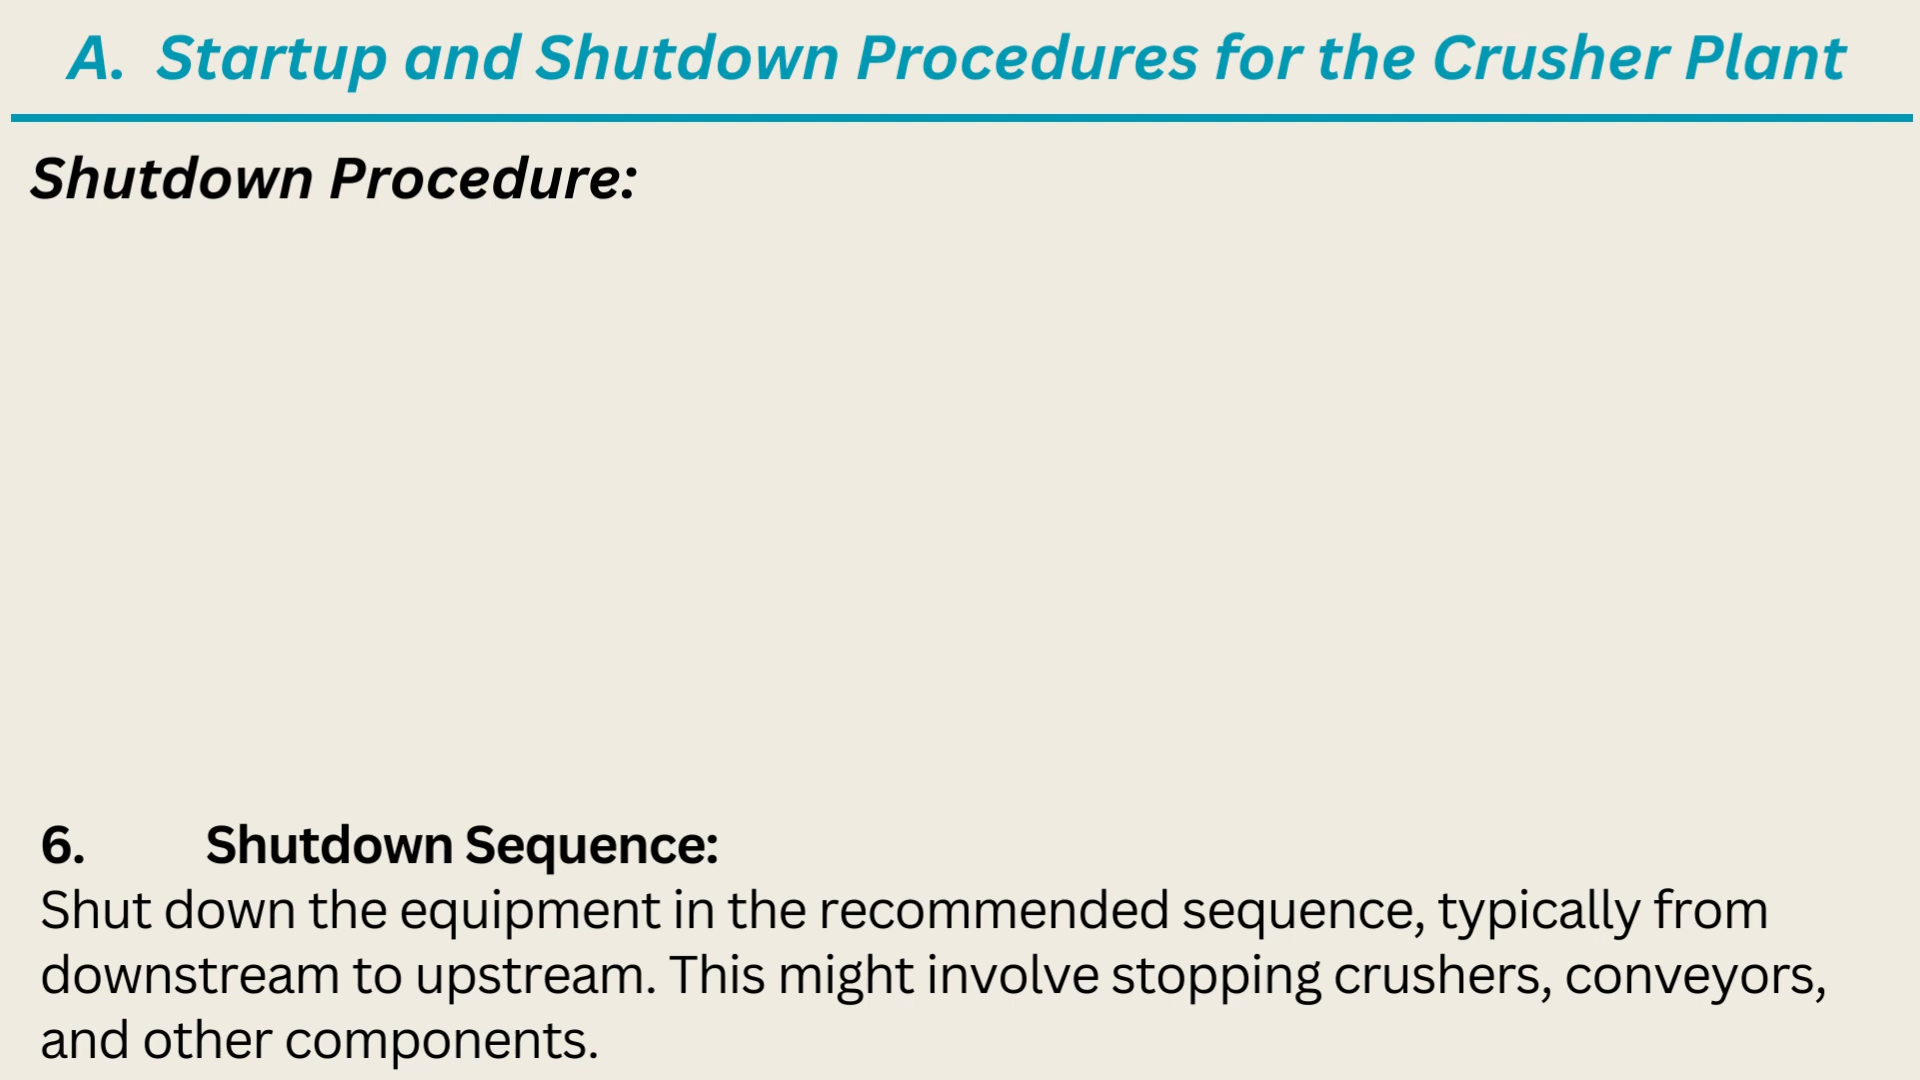 A. Startup and Shutdown Procedures for the Crusher Plant
Shutdown Procedure:
6. Shutdown Sequence:
Shut down the equipment in the recommended sequence, typically from
downstream to upstream. This might involve stopping crushers, conveyors,
and other components.